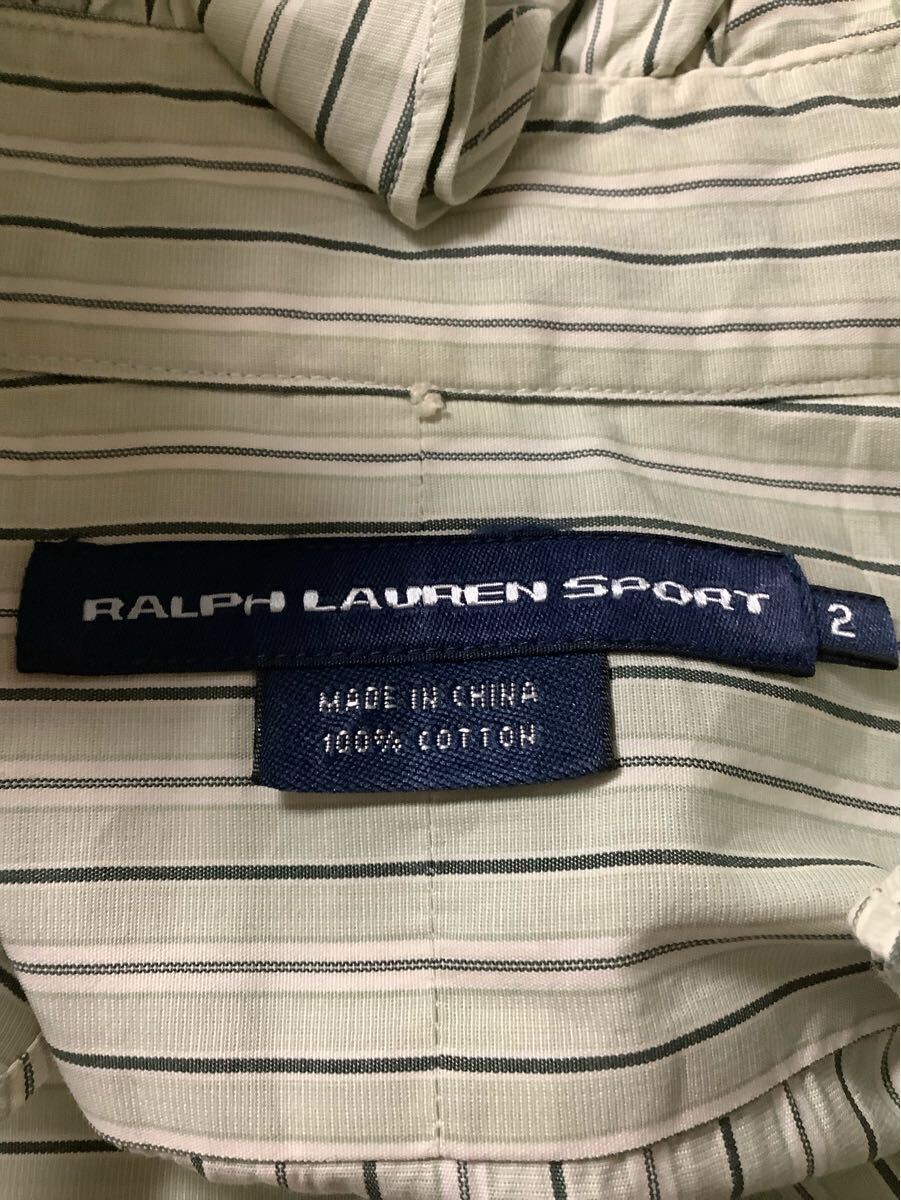 RALPH LAUREN SPORT
2
MADE IN CHINA
100% COTTON